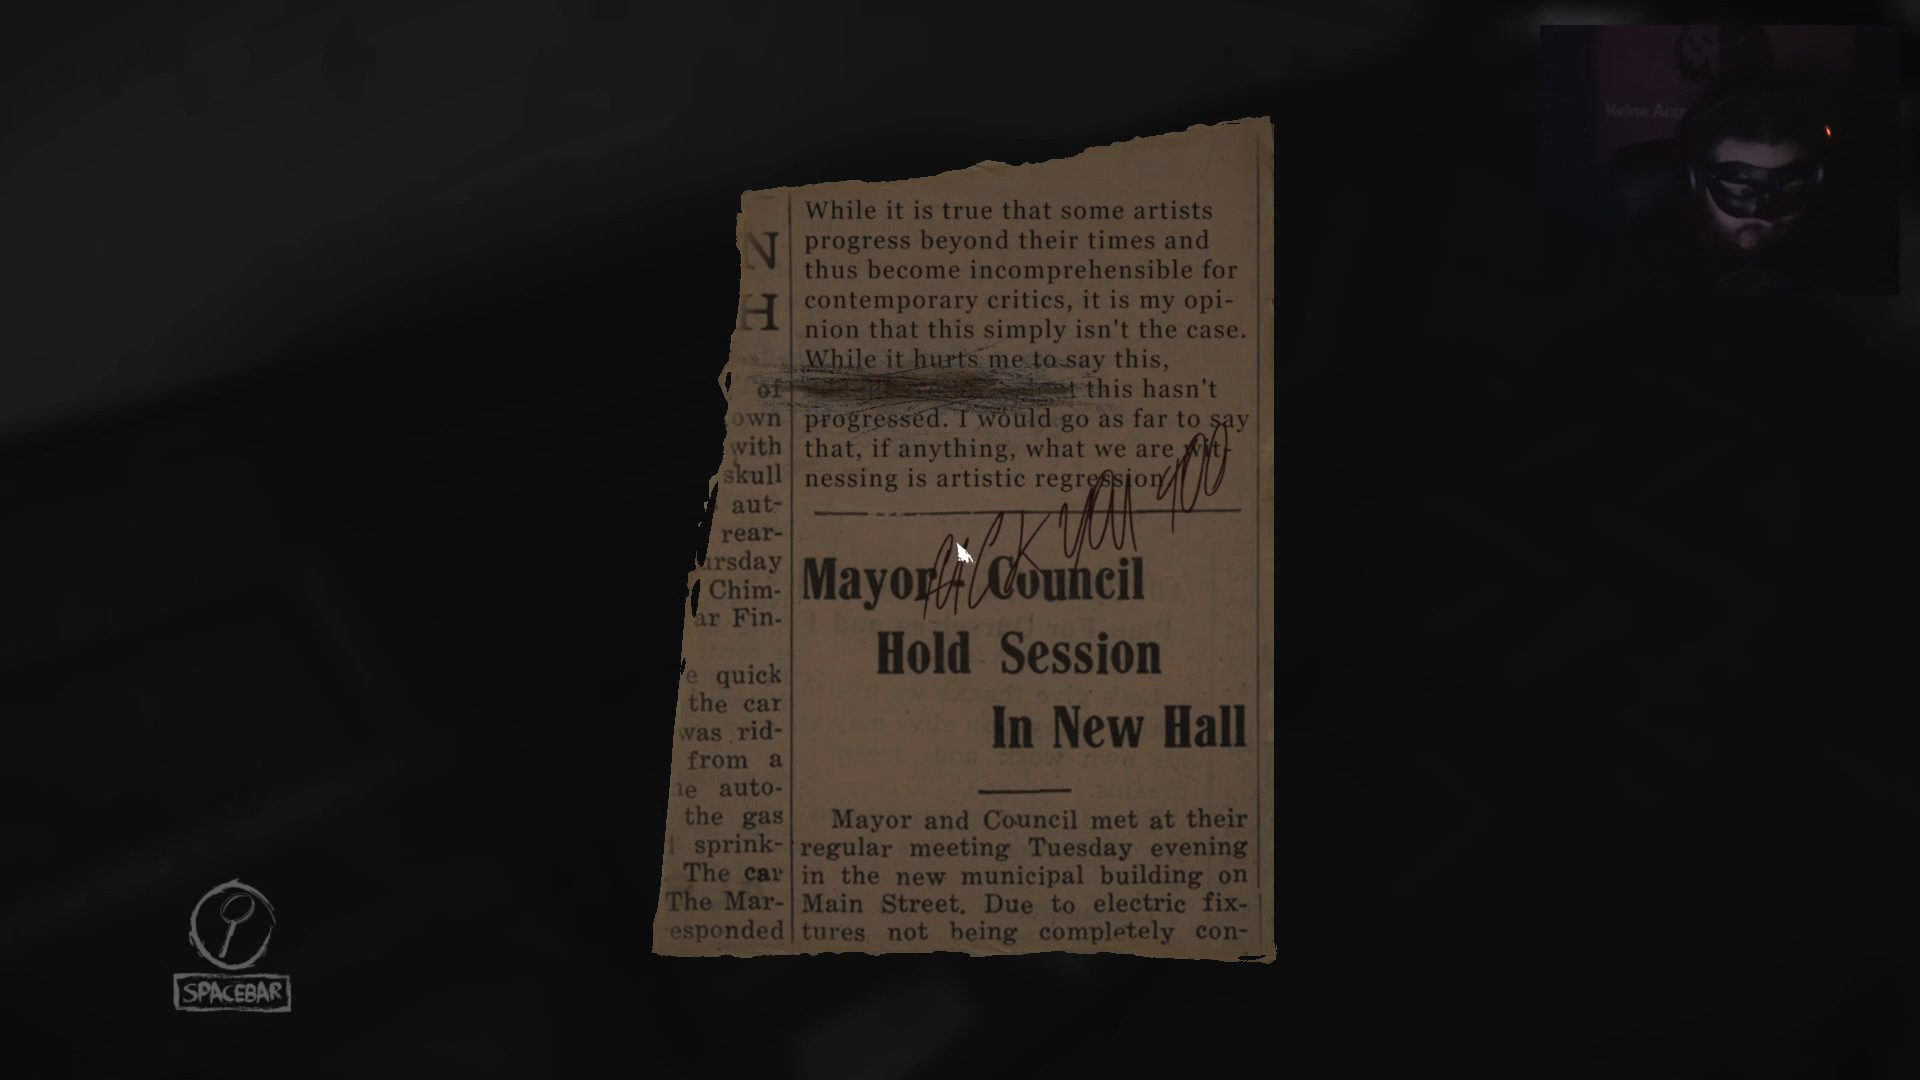 Keine
N
H
of
own
with
skull
aut-
rear-
ursday
Chim-
ar Fin-
e quick
the car
was rid-
from a
ne auto-
the gas
sprink-
The car
The Mar-
esponded
While it is true that some artists
progress beyond their times and
thus become incomprehensible for
contemporary critics, it is my opi-
nion that this simply isn't the case.
While it hurts me to say this,
this hasn't
progressed. I would go as far to say
that, if anything, what we are wit-
nessing is artistic regression
FUCK YOU TOO
Mayor - Council
Hold Session
In New Hall
Mayor and Council met at their
regular meeting Tuesday evening
in the new municipal building on
Main Street. Due to electric fix-
tures not being completely con-
SPACEBAR